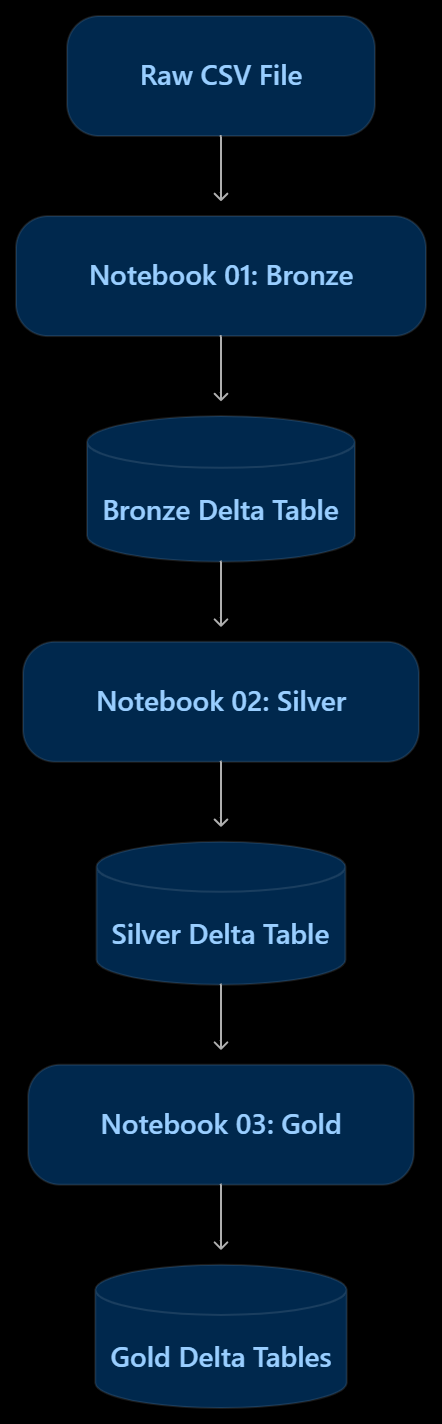 Raw CSV File
Notebook 01: Bronze
Bronze Delta Table
Notebook 02: Silver
Silver Delta Table
Notebook 03: Gold
Gold Delta Tables